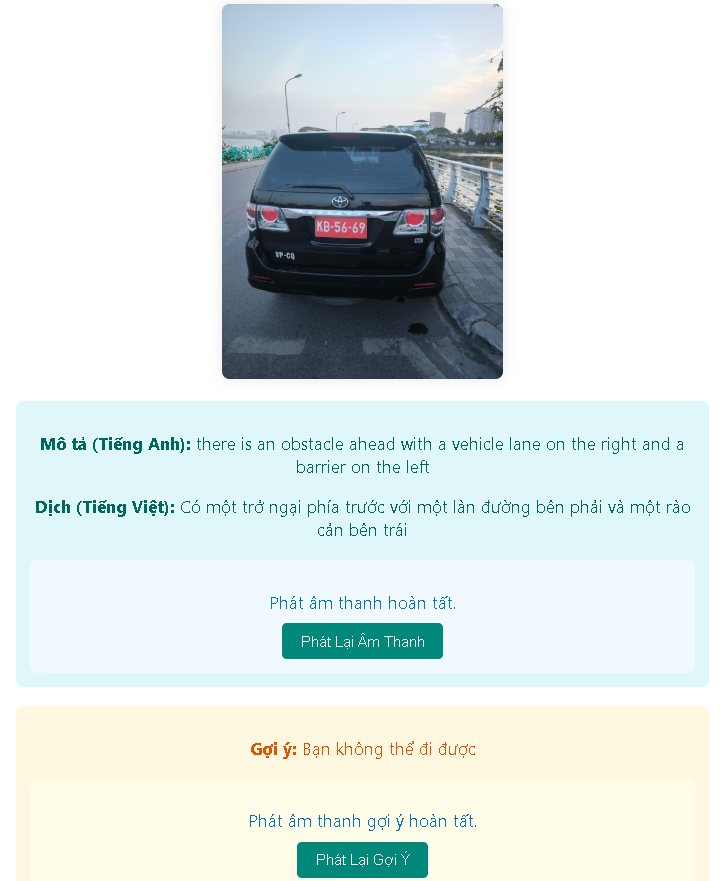 KB-56-69
VP-CQ
Mô tả (Tiếng Anh): there is an obstacle ahead with a vehicle lane on the right and a
barrier on the left
Dịch (Tiếng Việt): Có một trở ngại phía trước với một làn đường bên phải và một rào
cản bên trái
Phát âm thanh hoàn tất.
Phát Lại Âm Thanh
Gợi ý: Bạn không thể đi được
Phát âm thanh gợi ý hoàn tất.
Phát Lại Gợi Ý